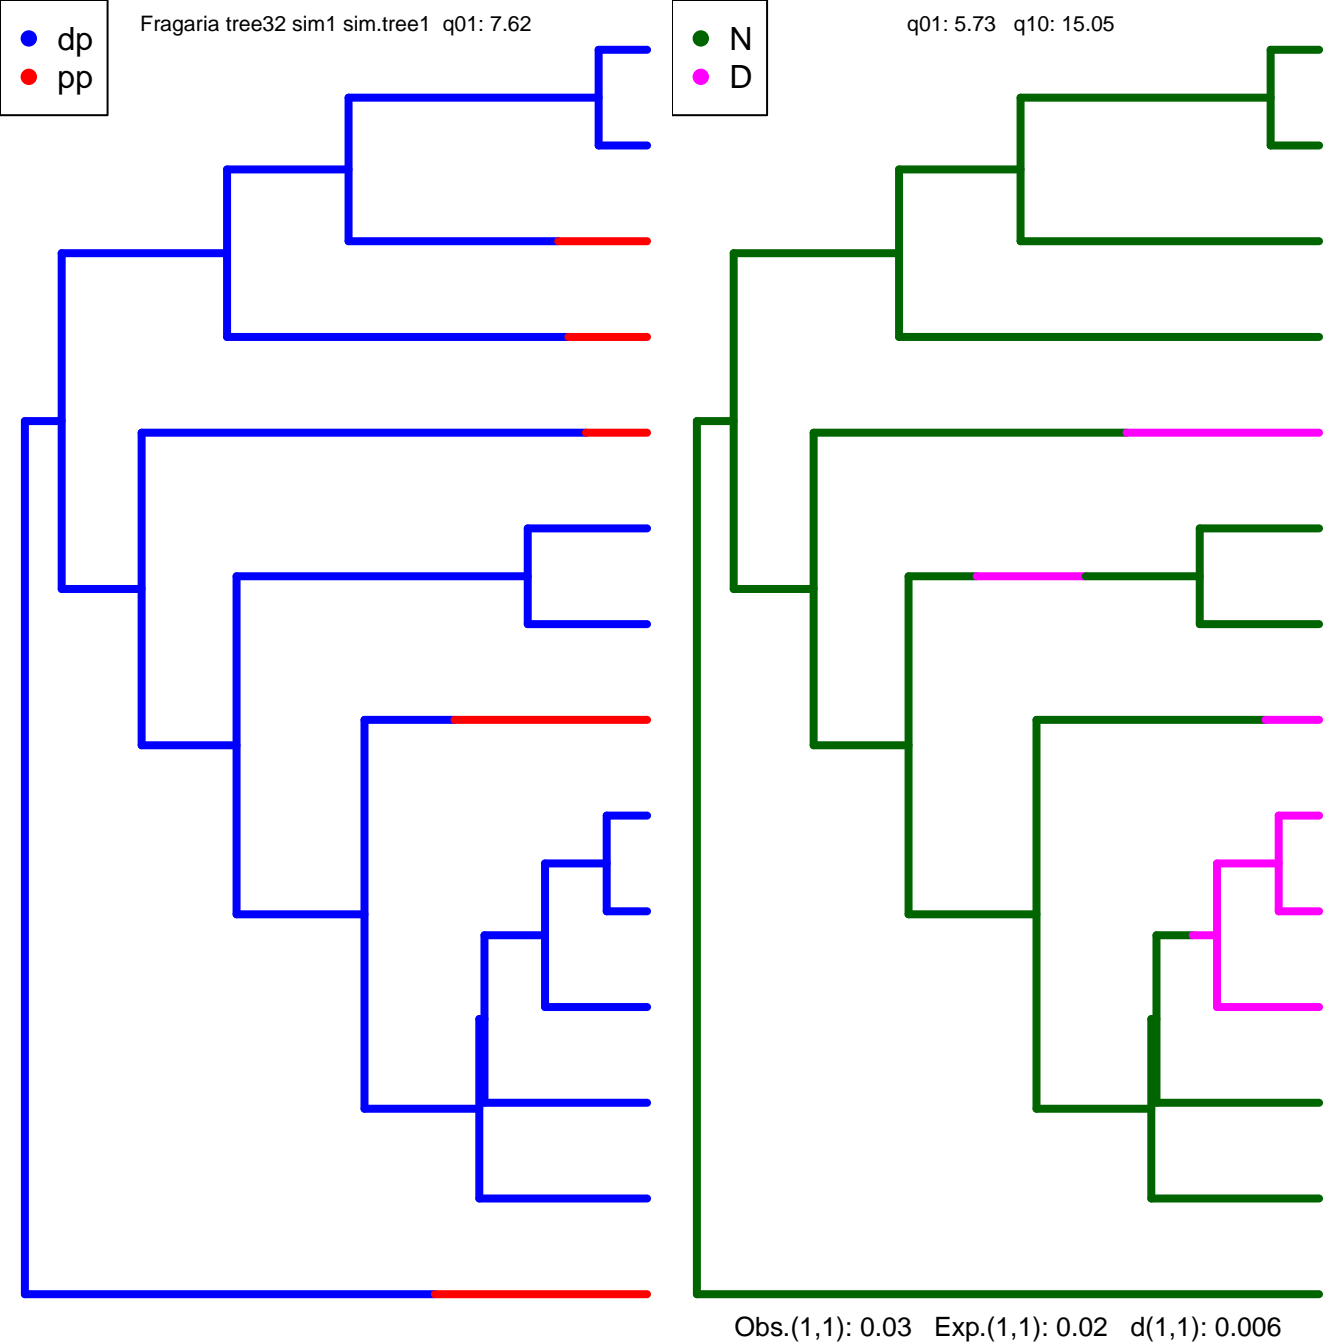 Fragaria tree32 sim1 sim.tree1  q01: 7.62
dp
pp
q01: 5.73   q10: 15.05
N
D
Obs.(1,1): 0.03   Exp.(1,1): 0.02   d(1,1): 0.006